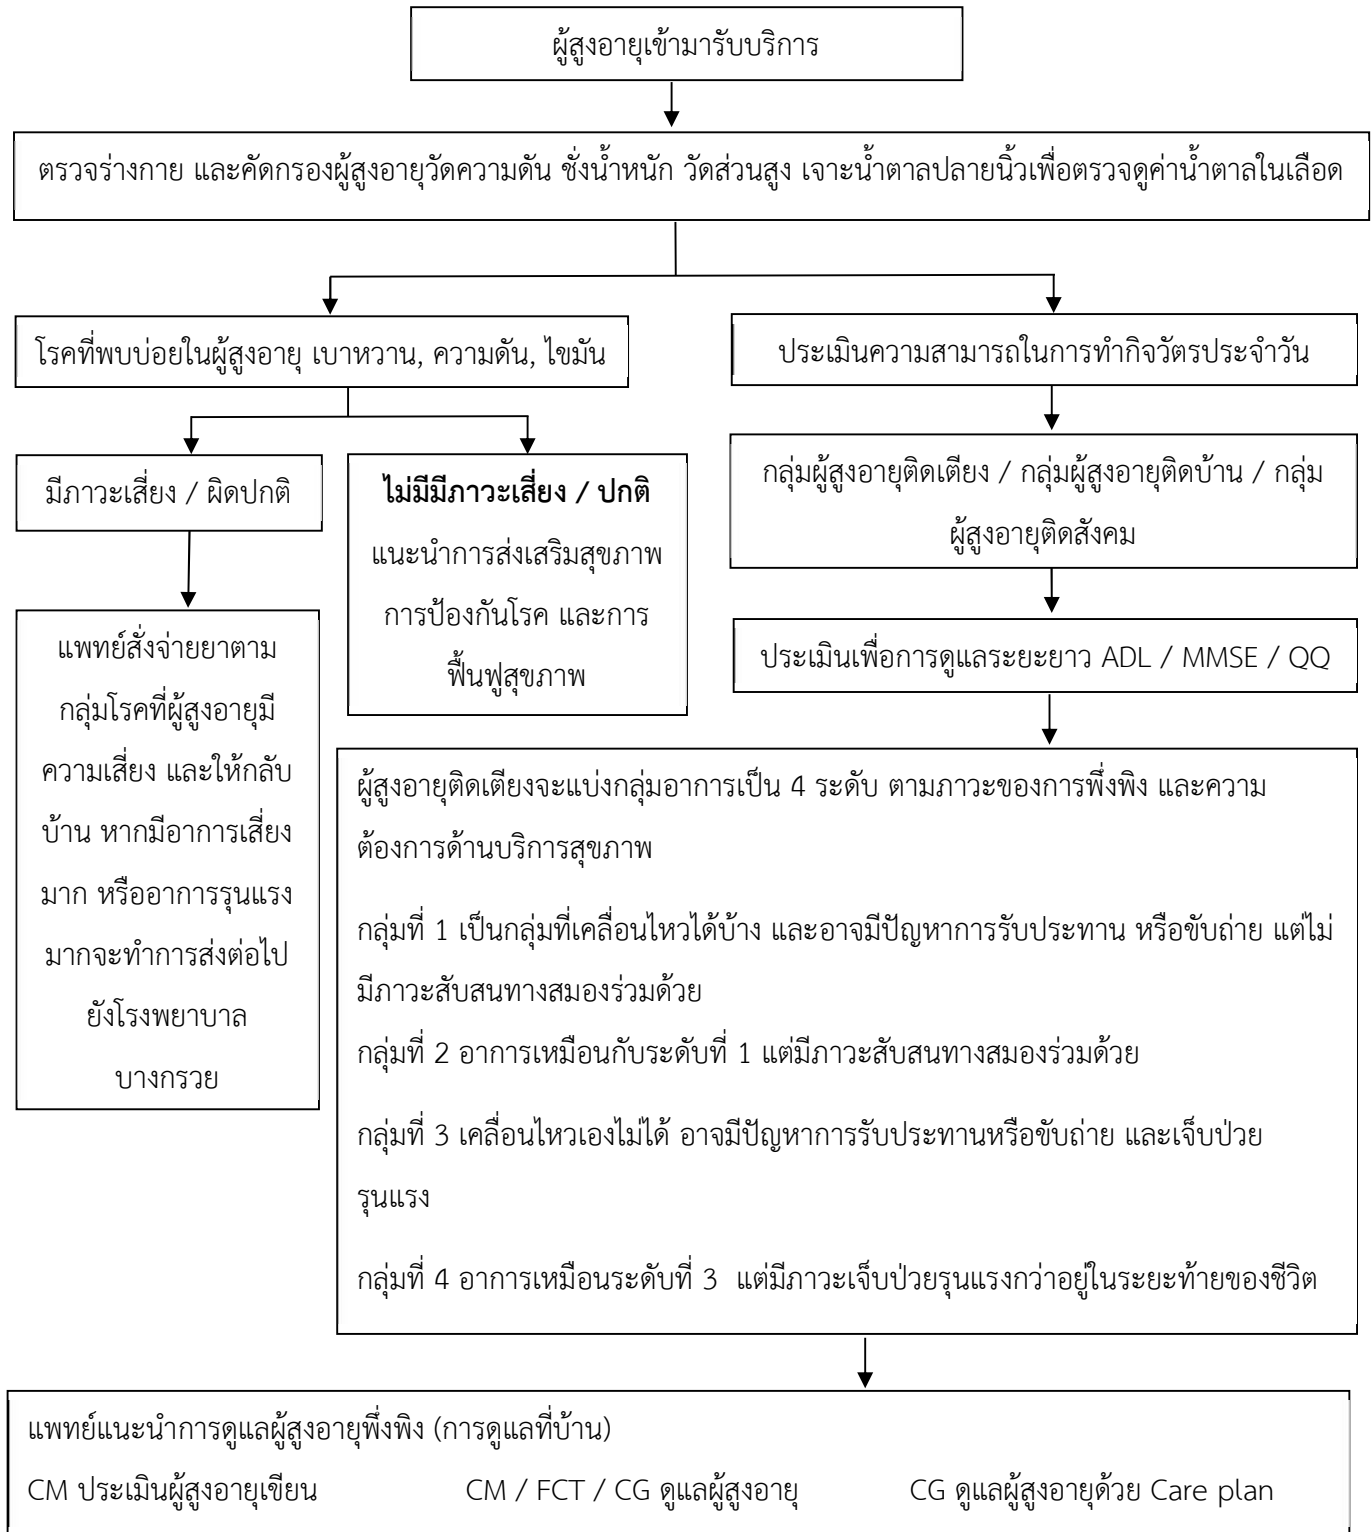 ผู้สูงอายุเข้ามารับบริการ
ตรวจร่างกาย และคัดกรองผู้สูงอายุวัดความดัน ชั่งน้ำหนัก วัดส่วนสูง เจาะน้ำตาลปลายนิ้วเพื่อตรวจดูค่าน้ำตาลในเลือด
โรคที่พบบ่อยในผู้สูงอายุ เบาหวาน, ความดัน, ไขมัน
มีภาวะเสี่ยง / ผิดปกติ
แพทย์สั่งจ่ายยาตาม
กลุ่มโรคที่ผู้สูงอายุมี
ความเสี่ยง และให้กลับ
บ้าน หากมีอาการเสี่ยง
มาก หรืออาการรุนแรง
มากจะทำการส่งต่อไป
ยังโรงพยาบาล
บางกรวย
ไม่มีมีภาวะเสี่ยง / ปกติ
แนะนำการส่งเสริมสุขภาพ
การป้องกันโรค และการ
ฟื้นฟูสุขภาพ
ประเมินความสามารถในการทำกิจวัตรประจำวัน
กลุ่มผู้สูงอายุติดเตียง / กลุ่มผู้สูงอายุติดบ้าน / กลุ่ม
ผู้สูงอายุติดสังคม
ประเมินเพื่อการดูแลระยะยาว ADL / MMSE / QQ
ผู้สูงอายุติดเตียงจะแบ่งกลุ่มอาการเป็น 4 ระดับ ตามภาวะของการพึ่งพิง และความ
ต้องการด้านบริการสุขภาพ
กลุ่มที่ 1 เป็นกลุ่มที่เคลื่อนไหวได้บ้าง และอาจมีปัญหาการรับประทาน หรือขับถ่าย แต่ไม่
มีภาวะสับสนทางสมองร่วมด้วย
กลุ่มที่ 2 อาการเหมือนกับระดับที่ 1 แต่มีภาวะสับสนทางสมองร่วมด้วย
กลุ่มที่ 3 เคลื่อนไหวเองไม่ได้ อาจมีปัญหาการรับประทานหรือขับถ่าย และเจ็บป่วย
รุนแรง
กลุ่มที่ 4 อาการเหมือนระดับที่ 3 แต่มีภาวะเจ็บป่วยรุนแรงกว่าอยู่ในระยะท้ายของชีวิต
แพทย์แนะนำการดูแลผู้สูงอายุพึ่งพิง (การดูแลที่บ้าน)
CM ประเมินผู้สูงอายุเขียน CM / FCT / CG ดูแลผู้สูงอายุ CG ดูแลผู้สูงอายุด้วย Care plan